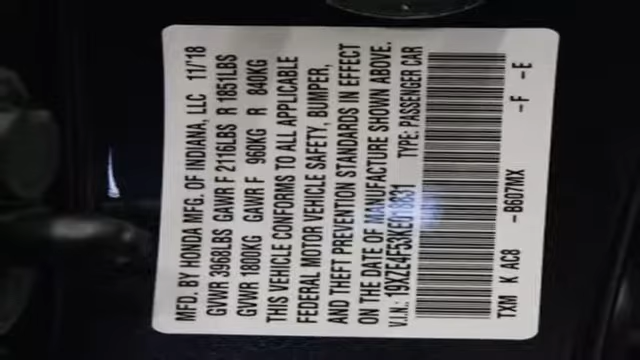 MFD. BY HONDA MFG. OF INDIANA, LLC 11/'18
GVWR 3968LBS GAWR F 2116LBS R 1851LBS
GVWR 1800KG GAWR F 960KG R 840KG
THIS VEHICLE CONFORMS TO ALL APPLICABLE
FEDERAL MOTOR VEHICLE SAFETY, BUMPER,
AND THEFT PREVENTION STANDARDS IN EFFECT
ON THE DATE OF MANUFACTURE SHOWN ABOVE.
V.I.N.: TYPE: PASSENGER CAR
TXM K AC8 -B607MX -F -E